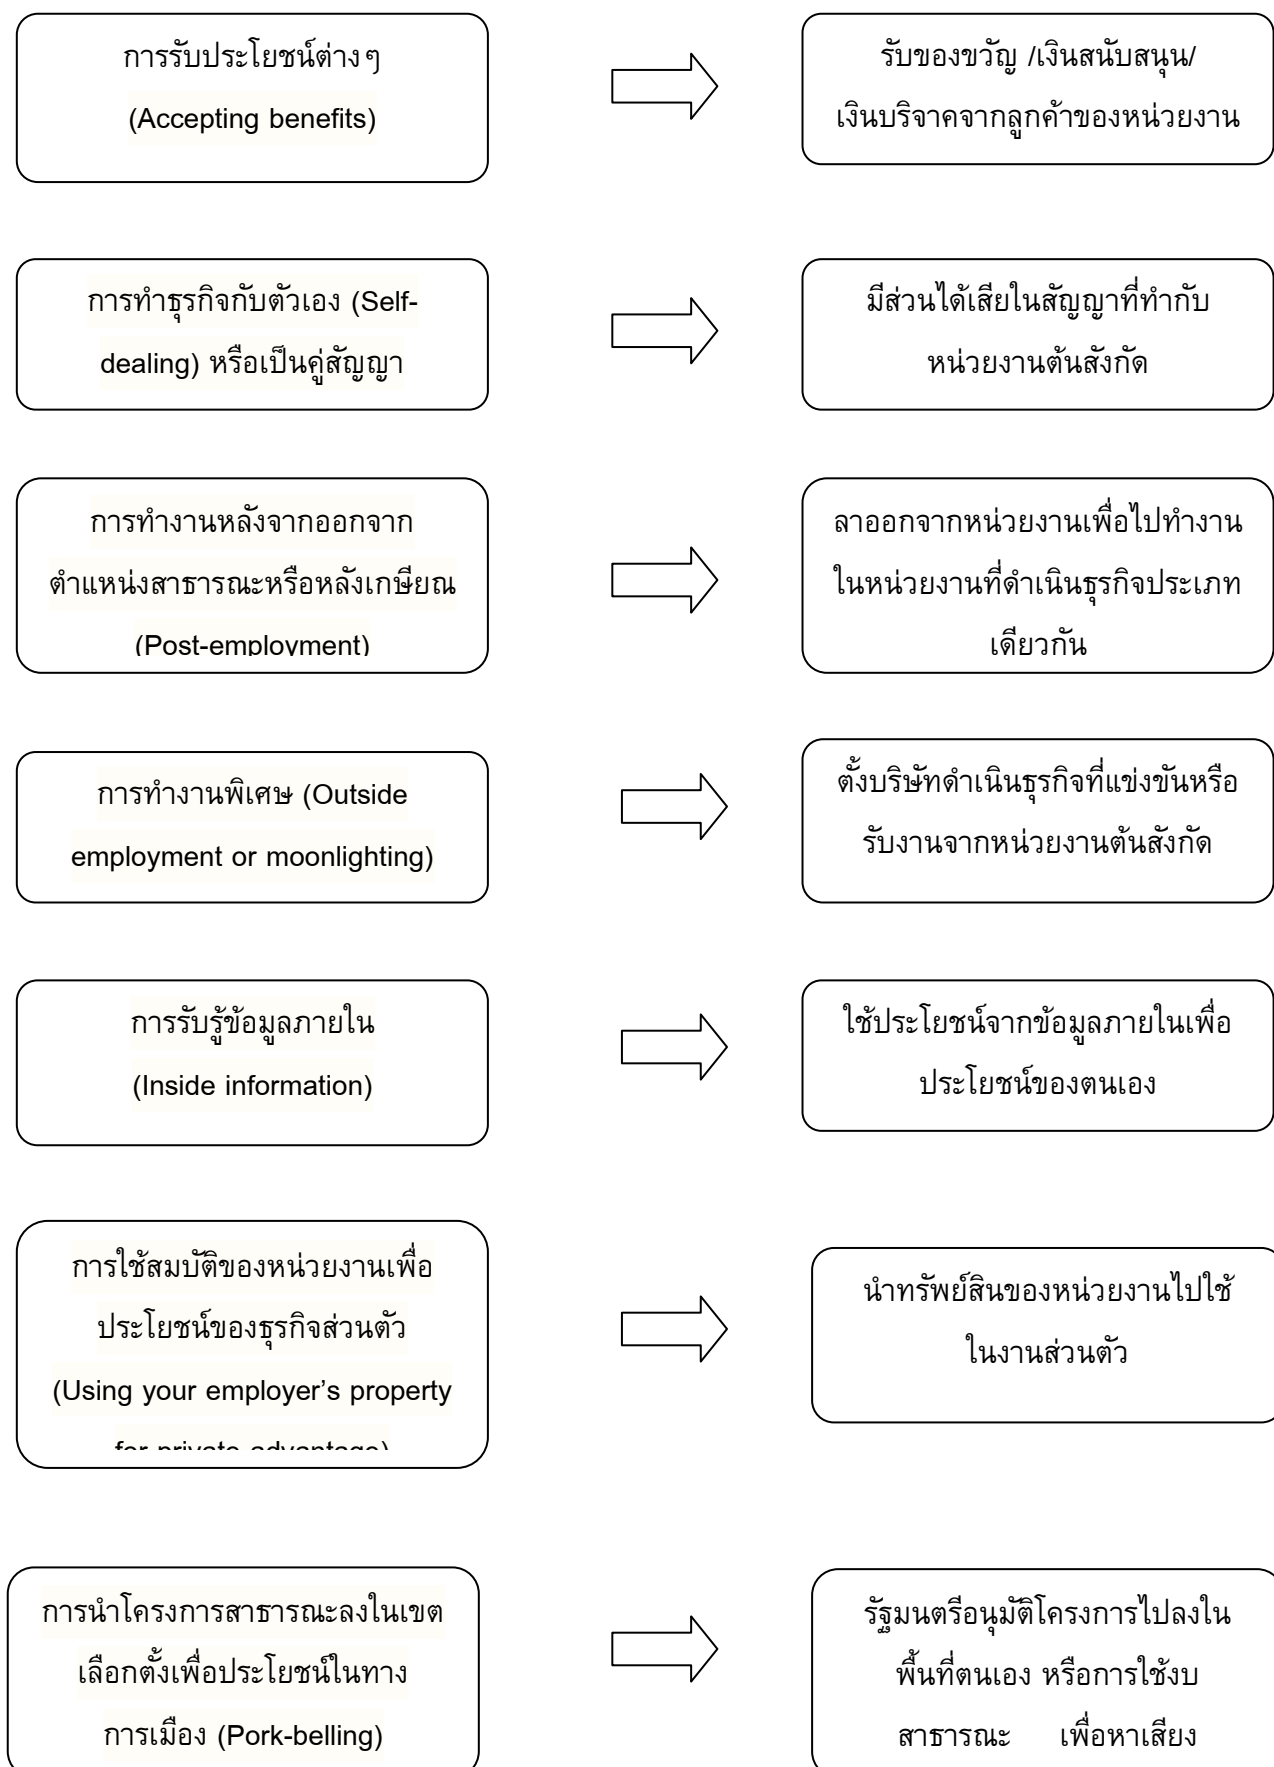 การรับประโยชน์ต่างๆ
(Accepting benefits)
รับของขวัญ /เงินสนับสนุน/
เงินบริจาคจากลูกค้าของหน่วยงาน
การทำธุรกิจกับตัวเอง (Self-
dealing) หรือเป็นคู่สัญญา
มีส่วนได้เสียในสัญญาที่ทำกับ
หน่วยงานต้นสังกัด
การทำงานหลังจากออกจาก
ตำแหน่งสาธารณะหรือหลังเกษียณ
(Post-employment)
ลาออกจากหน่วยงานเพื่อไปทำงาน
ในหน่วยงานที่ดำเนินธุรกิจประเภท
เดียวกัน
การทำงานพิเศษ (Outside
employment or moonlighting)
ตั้งบริษัทดำเนินธุรกิจที่แข่งขันหรือ
รับงานจากหน่วยงานต้นสังกัด
การรับรู้ข้อมูลภายใน
(Inside information)
ใช้ประโยชน์จากข้อมูลภายในเพื่อ
ประโยชน์ของตนเอง
การใช้สมบัติของหน่วยงานเพื่อ
ประโยชน์ของธุรกิจส่วนตัว
(Using your employer’s property
for private advantage)
นำทรัพย์สินของหน่วยงานไปใช้
ในงานส่วนตัว
การนำโครงการสาธารณะลงในเขต
เลือกตั้งเพื่อประโยชน์ในทาง
การเมือง (Pork-belling)
รัฐมนตรีอนุมัติโครงการไปลงใน
พื้นที่ตนเอง หรือการใช้งบ
สาธารณะ เพื่อหาเสียง